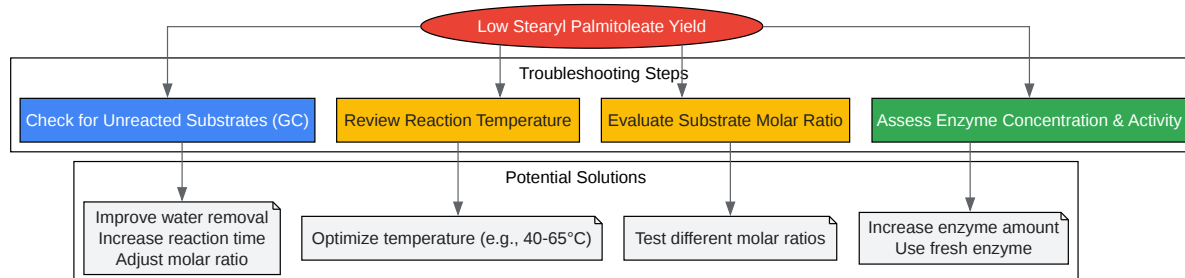 Low Stearyl Palmitoleate Yield
Troubleshooting Steps
Check for Unreacted Substrates (GC)
Review Reaction Temperature
Evaluate Substrate Molar Ratio
Assess Enzyme Concentration & Activity
Potential Solutions
Improve water removal
Increase reaction time
Adjust molar ratio
Optimize temperature (e.g., 40-65°C)
Test different molar ratios
Increase enzyme amount
Use fresh enzyme